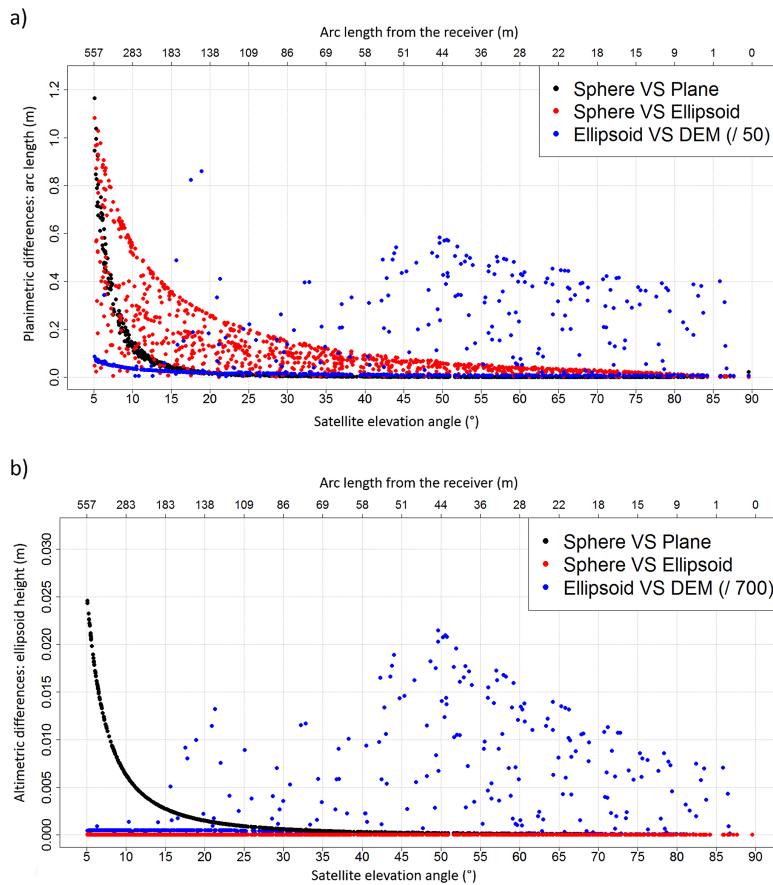 a)
Arc length from the receiver (m)
557 283 183 138 109 86 69 58 51 44 36 28 22 18 15 9 1 0
Planimetric differences: arc length (m)
1.2
1.0
0.8
0.6
0.4
0.2
0.0
Sphere VS Plane
Sphere VS Ellipsoid
Ellipsoid VS DEM (/ 50)
5 10 15 20 25 30 35 40 45 50 55 60 65 70 75 80 85 90
Satellite elevation angle (°)
b)
Arc length from the receiver (m)
557 283 183 138 109 86 69 58 51 44 36 28 22 18 15 9 1 0
Altimetric differences: ellipsoid height (m)
0.030
0.025
0.020
0.015
0.010
0.005
0.000
Sphere VS Plane
Sphere VS Ellipsoid
Ellipsoid VS DEM (/ 700)
5 10 15 20 25 30 35 40 45 50 55 60 65 70 75 80 85 90
Satellite elevation angle (°)